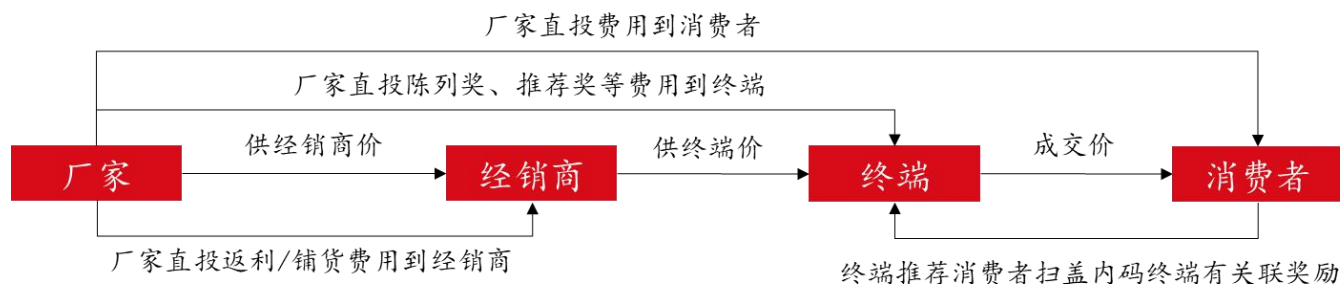 厂家直投费用到消费者
厂家直投陈列奖、推荐奖等费用到终端
供经销商价
供终端价
成交价
厂家
经销商
终端
消费者
厂家直投返利/铺货费用到经销商
终端推荐消费者扫盖内码终端有关联奖励